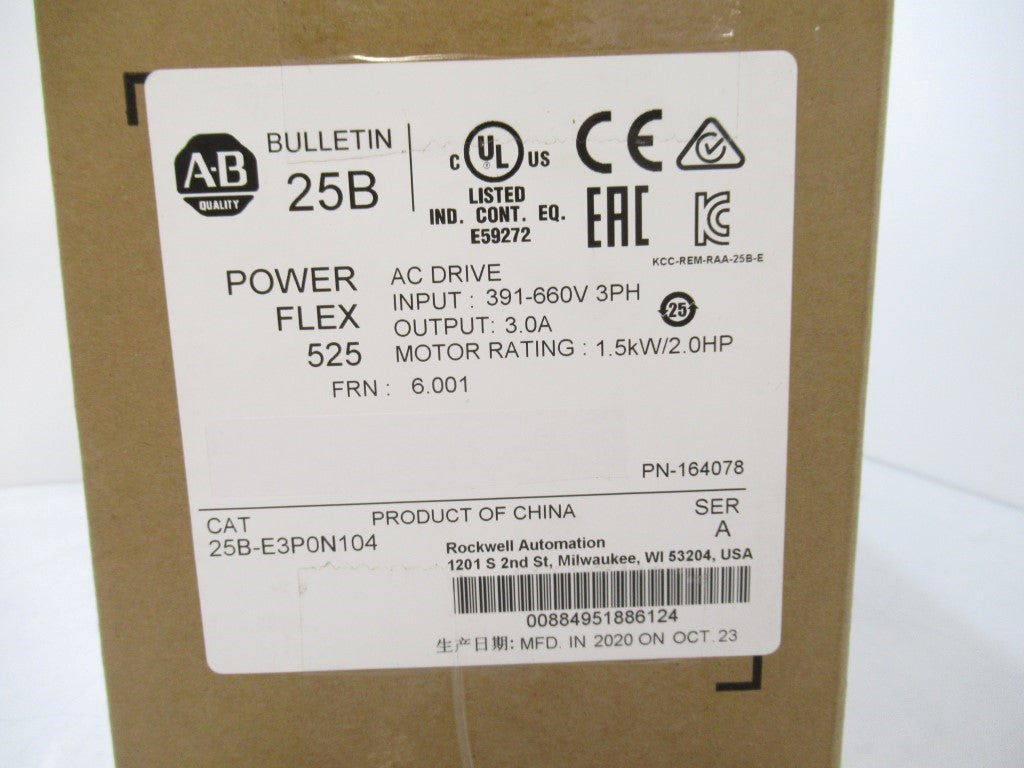 A·B
QUALITY
BULLETIN
25B
C UL US
LISTED
IND. CONT. EQ.
E59272
CE
EAC
KC
KCC-REM-RAA-25B-E
POWER
FLEX
525
AC DRIVE
INPUT : 391-660V 3PH
OUTPUT: 3.0A
MOTOR RATING : 1.5kW/2.0HP
25
FRN : 6.001
PN-164078
CAT
25B-E3P0N104
PRODUCT OF CHINA
SER
A
Rockwell Automation
1201 S 2nd St, Milwaukee, WI 53204, USA
00884951886124
生产日期: MFD. IN 2020 ON OCT. 23